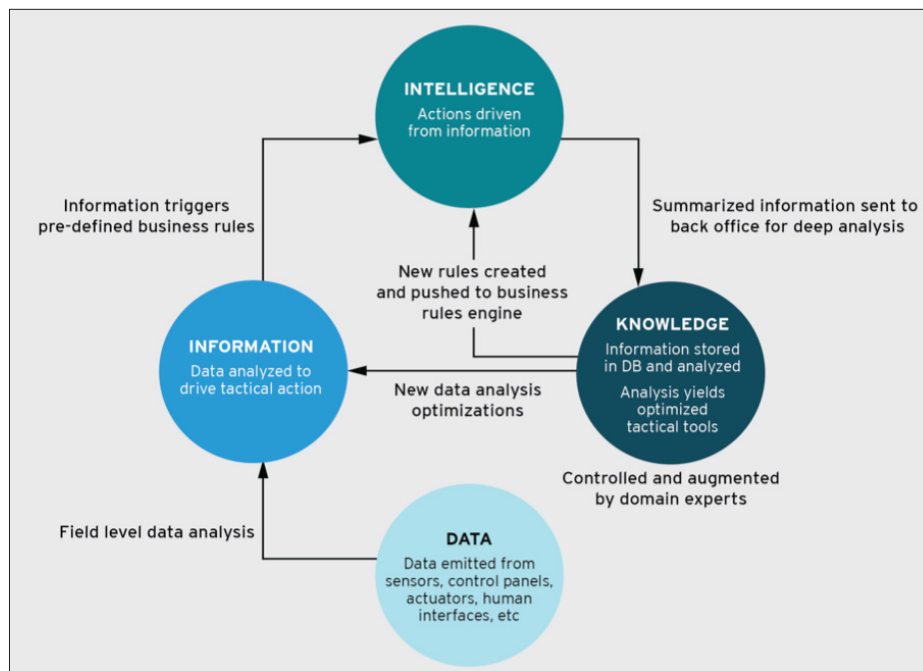 INTELLIGENCE
Actions driven
from information
Information triggers
pre-defined business rules
Summarized information sent to
back office for deep analysis
New rules created
and pushed to business
rules engine
INFORMATION
Data analyzed to
drive tactical action
KNOWLEDGE
Information stored
in DB and analyzed
Analysis yields
optimized
tactical tools
New data analysis
optimizations
Controlled and augmented
by domain experts
Field level data analysis
DATA
Data emitted from
sensors, control panels,
actuators, human
interfaces, etc